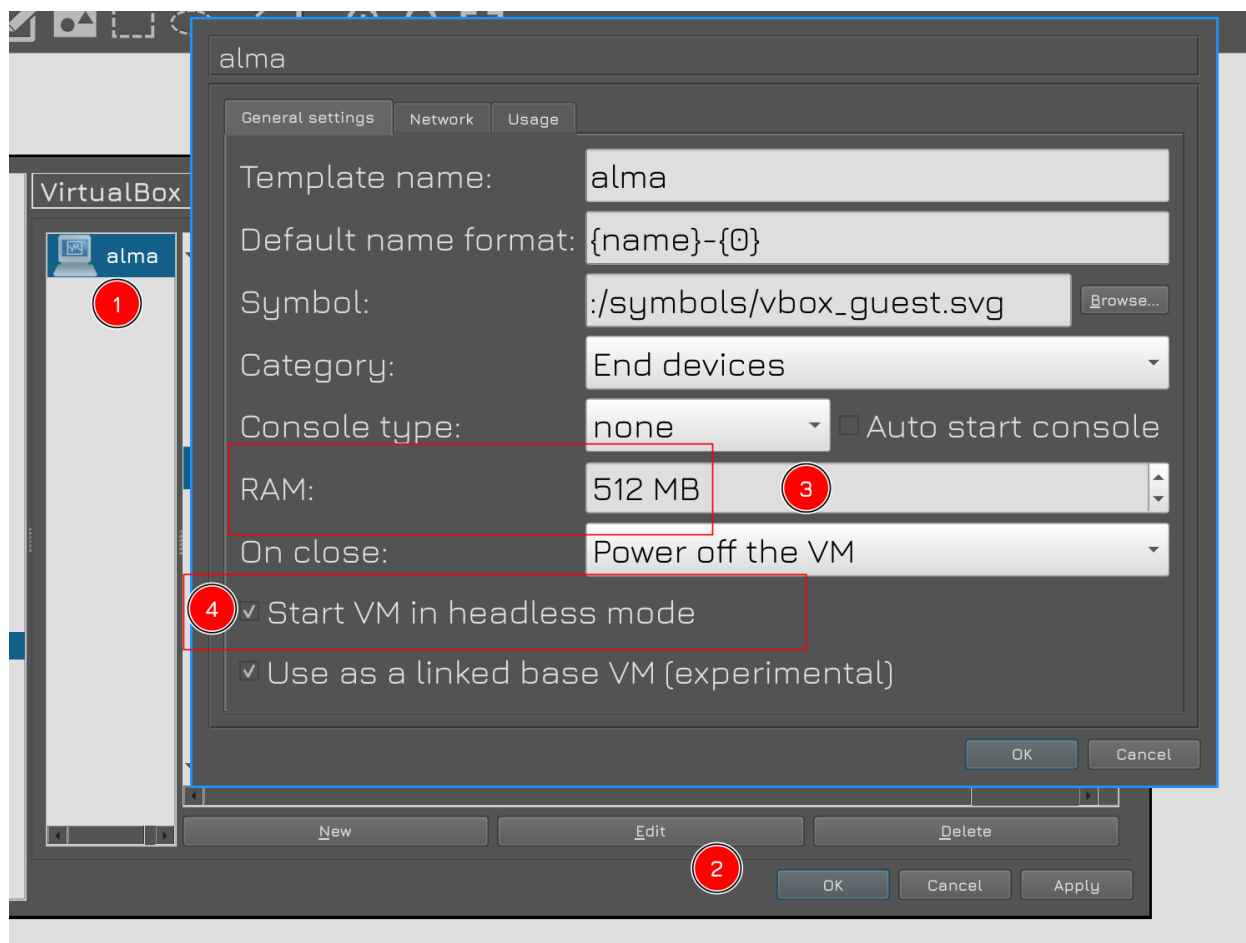 alma
General settings Network Usage
Template name: alma
Default name format: {name}-{0}
Symbol: :/symbols/vbox_guest.svg Browse...
Category: End devices
Console type: none Auto start console
RAM: 512 MB 3
On close: Power off the VM
4 Start VM in headless mode
Use as a linked base VM (experimental)
OK Cancel
VirtualBox
alma
1
New Edit Delete
2
OK Cancel Apply